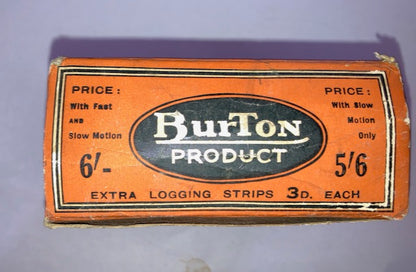 PRICE:
With Fast
AND
Slow Motion
6/-
BURTON
PRODUCT
PRICE:
With Slow
Motion
Only
5/6
EXTRA LOGGING STRIPS 3D. EACH